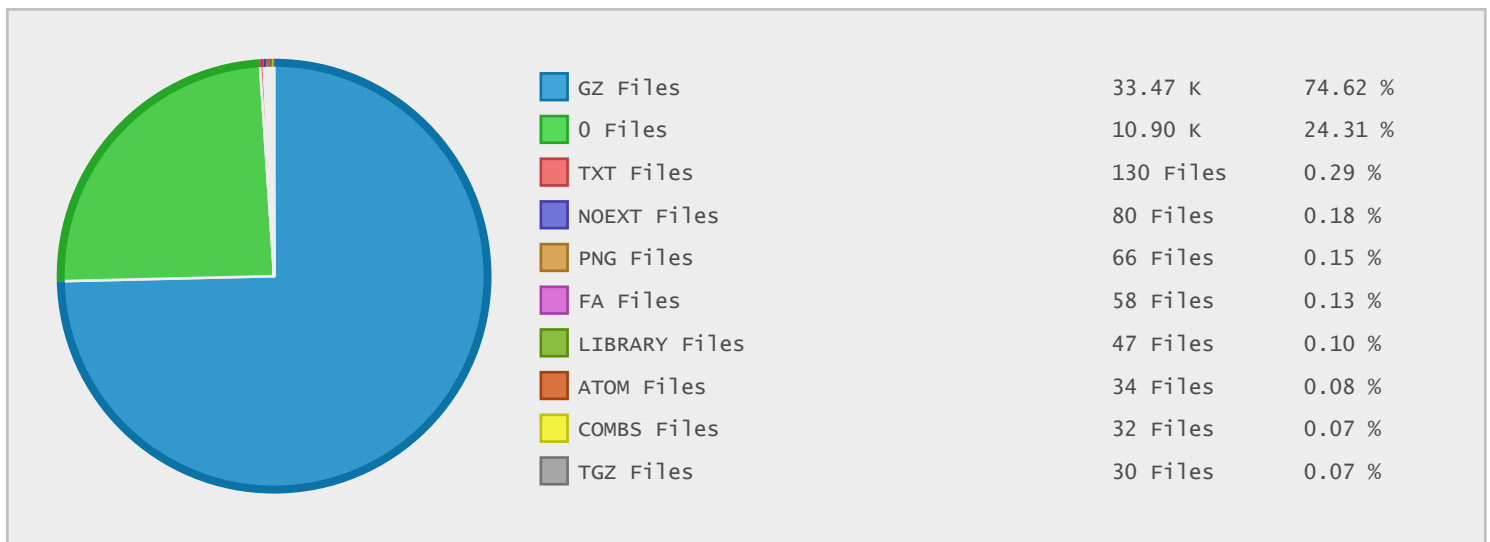 GZ Files 33.47 K 74.62 %
0 Files 10.90 K 24.31 %
TXT Files 130 Files 0.29 %
NOEXT Files 80 Files 0.18 %
PNG Files 66 Files 0.15 %
FA Files 58 Files 0.13 %
LIBRARY Files 47 Files 0.10 %
ATOM Files 34 Files 0.08 %
COMBS Files 32 Files 0.07 %
TGZ Files 30 Files 0.07 %